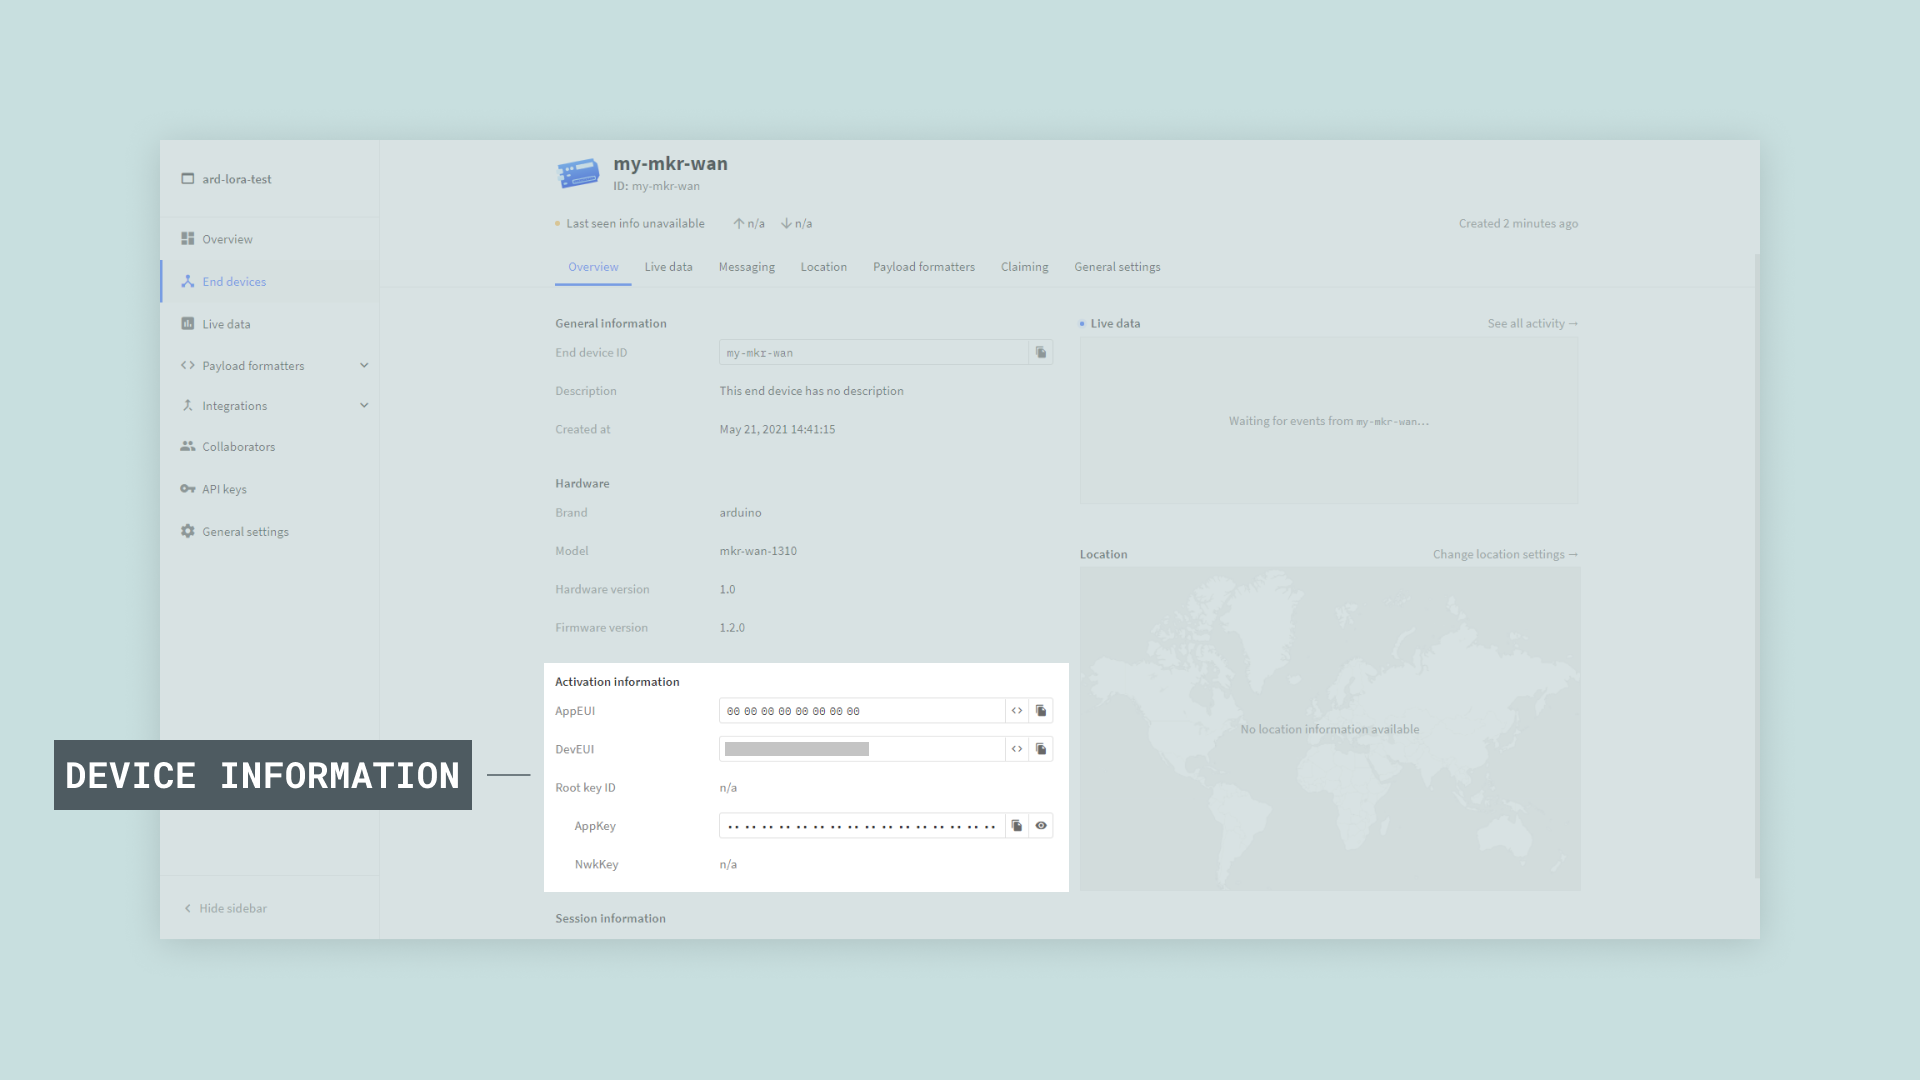 ard-lora-test
Overview
End devices
Live data
Payload formatters
Integrations
Collaborators
API keys
General settings
Hide sidebar
my-mkr-wan
ID: my-mkr-wan
Last seen info unavailable ↑ n/a ↓ n/a Created 2 minutes ago
Overview Live data Messaging Location Payload formatters Claiming General settings
General information
End device ID my-mkr-wan
Description This end device has no description
Created at May 21, 2021 14:41:15
Hardware
Brand arduino
Model mkr-wan-1310
Hardware version 1.0
Firmware version 1.2.0
Activation information
AppEUI 00 00 00 00 00 00 00 00
DevEUI
Root key ID n/a
AppKey •• •• •• •• •• •• •• •• •• •• •• •• •• •• •• ••
NwkKey n/a
Session information
Live data See all activity →
Waiting for events from my-mkr-wan...
Location Change location settings →
No location information available
DEVICE INFORMATION